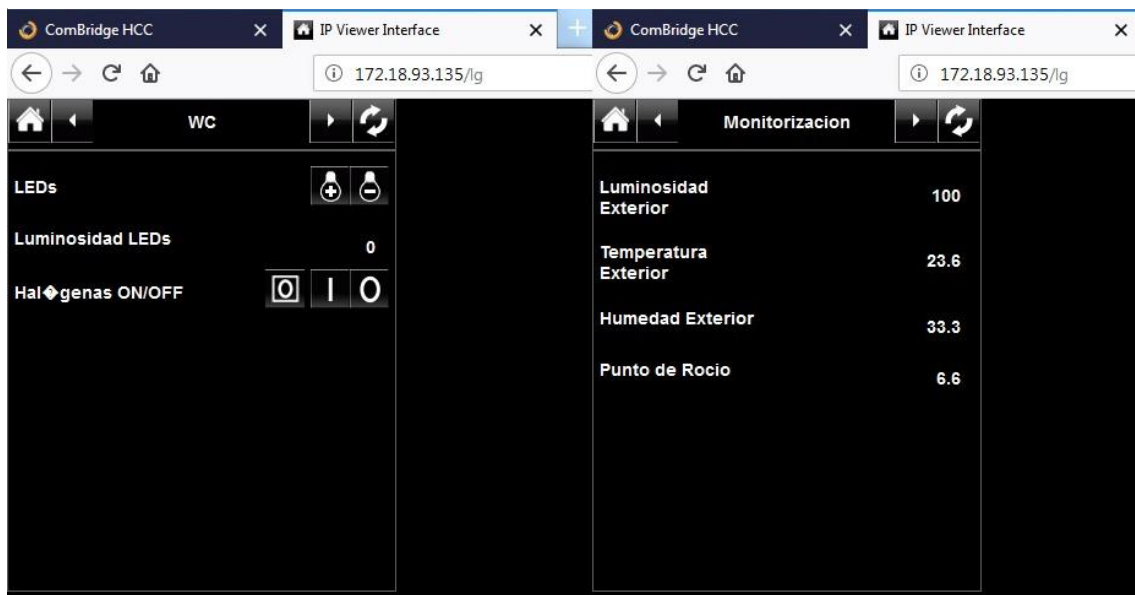 ComBridge HCC
IP Viewer Interface
172.18.93.135/lg
WC
LEDs
Luminosidad LEDs
0
Hal�genas ON/OFF
ComBridge HCC
IP Viewer Interface
172.18.93.135/lg
Monitorizacion
Luminosidad
Exterior
100
Temperatura
Exterior
23.6
Humedad Exterior
33.3
Punto de Rocio
6.6